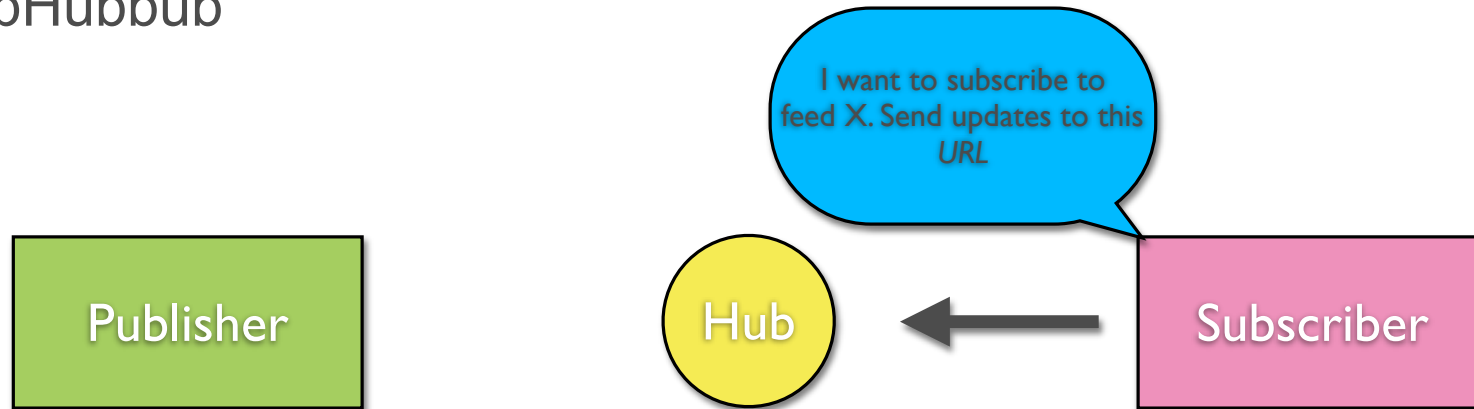 bHubbub
I want to subscribe to
feed X. Send updates to this
URL
Publisher
Hub
Subscriber